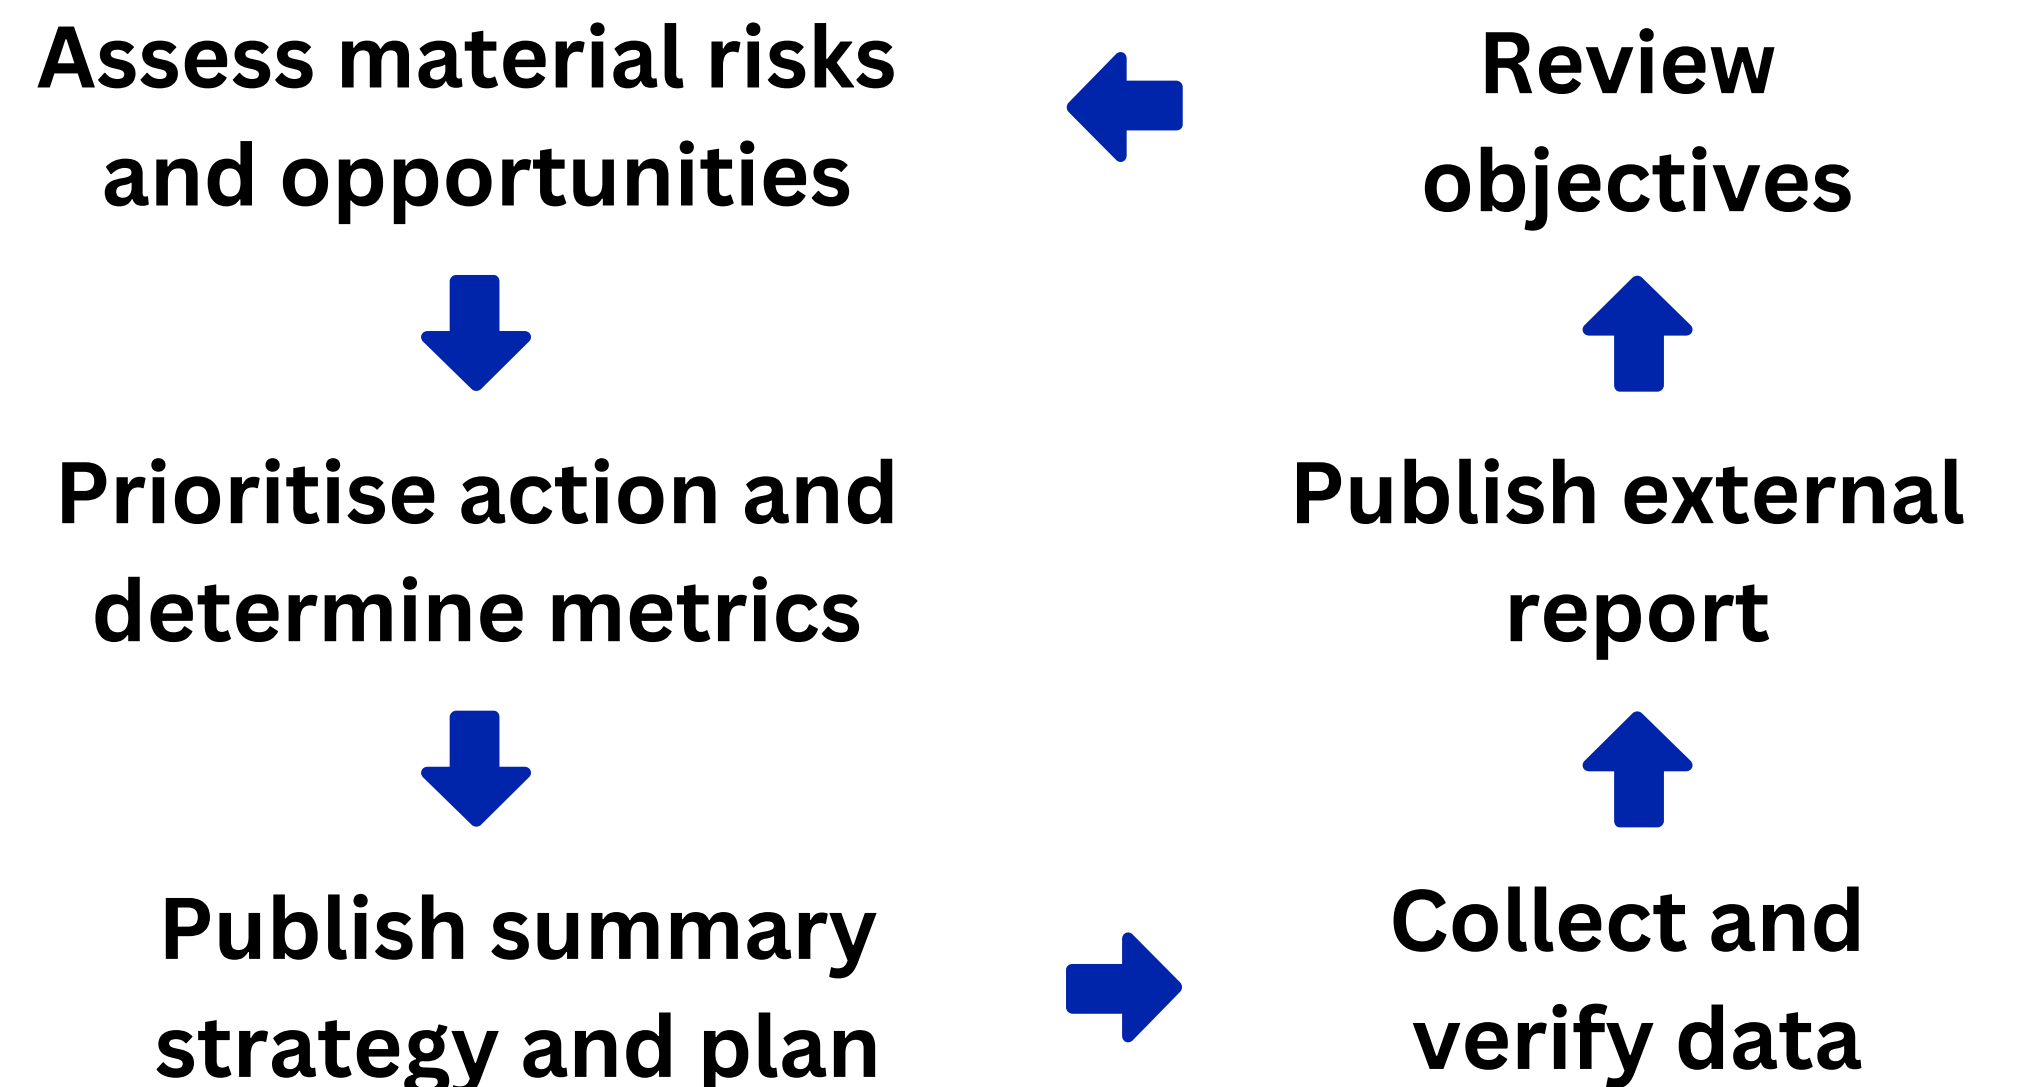 Assess material risks
and opportunities
Prioritise action and
determine metrics
Publish summary
strategy and plan
Collect and
verify data
Publish external
report
Review
objectives